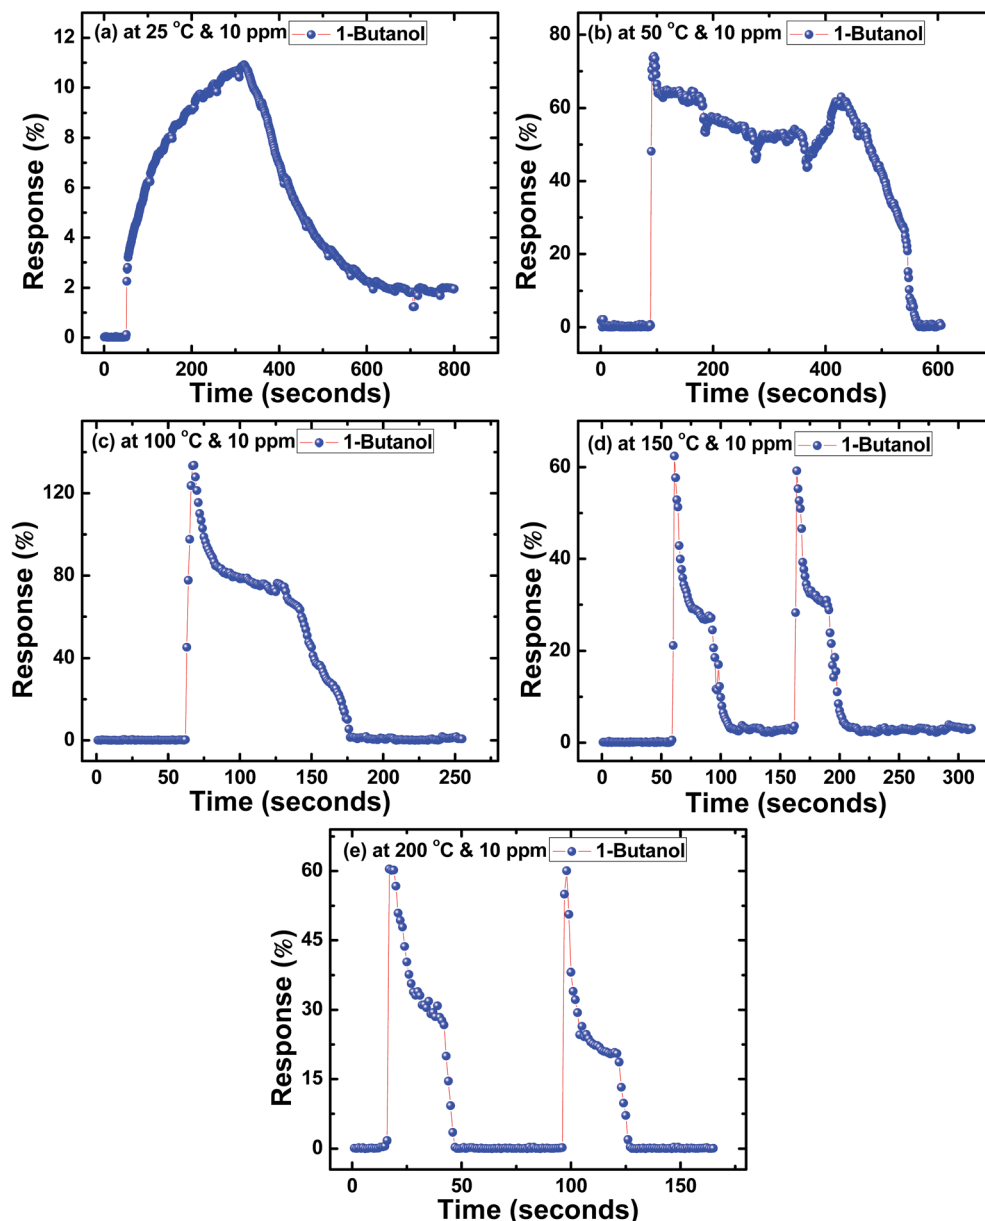 (a) at 25 °C & 10 ppm 1-Butanol
12
10
8
6
4
2
0
Response (%)
0 200 400 600 800
Time (seconds)
(b) at 50 °C & 10 ppm 1-Butanol
80
60
40
20
0
Response (%)
0 200 400 600
Time (seconds)
(c) at 100 °C & 10 ppm 1-Butanol
120
80
40
0
Response (%)
0 50 100 150 200 250
Time (seconds)
(d) at 150 °C & 10 ppm 1-Butanol
60
40
20
0
Response (%)
0 50 100 150 200 250 300
Time (seconds)
(e) at 200 °C & 10 ppm 1-Butanol
60
45
30
15
0
Response (%)
0 50 100 150
Time (seconds)